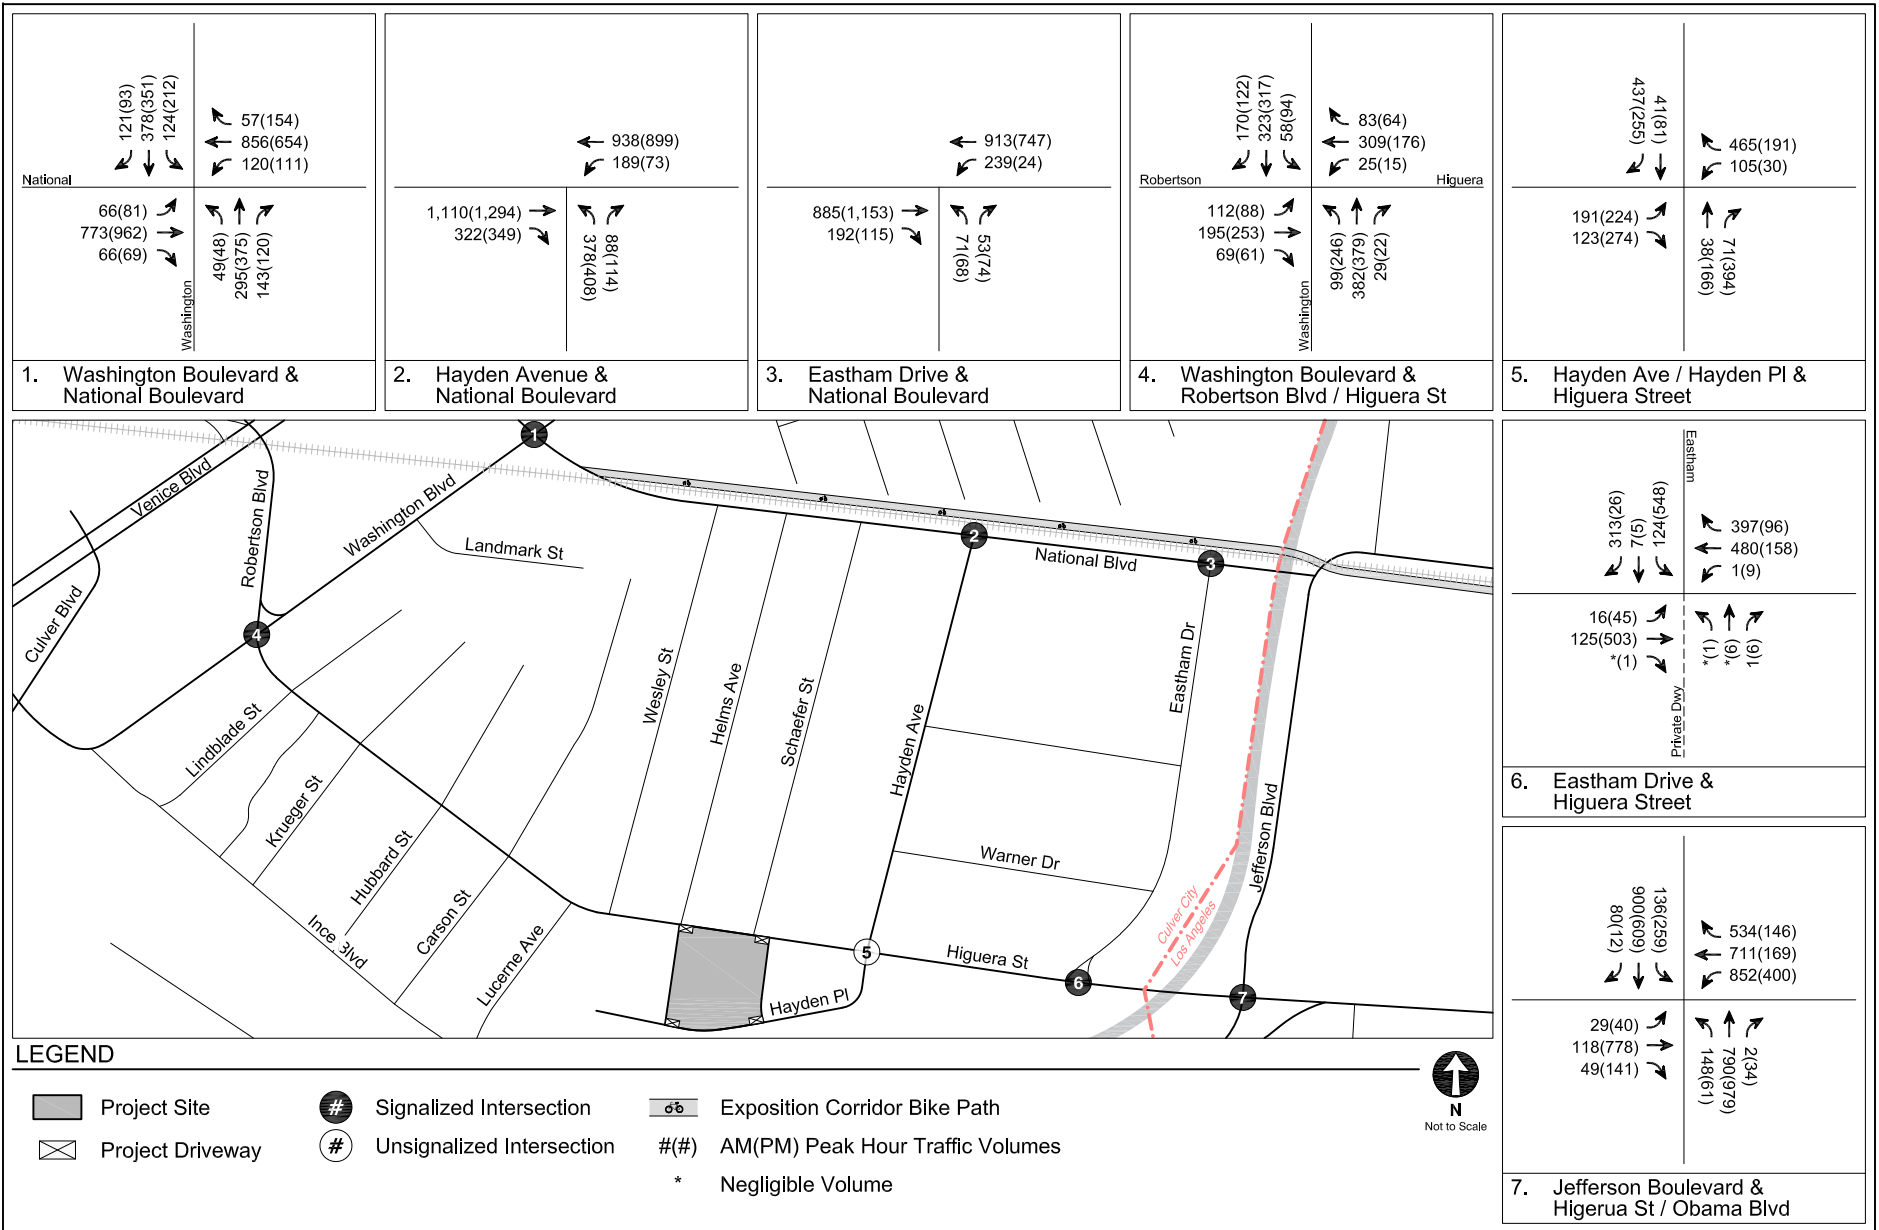 121(93)
378(351)
124(212)
57(154)
856(654)
120(111)
National
66(81)
773(962)
66(69)
49(48)
295(375)
143(120)
Washington
1. Washington Boulevard &
National Boulevard
938(899)
189(73)
1,110(1,294)
322(349)
378(408)
88(114)
2. Hayden Avenue &
National Boulevard
913(747)
239(24)
885(1,153)
192(115)
71(68)
53(74)
3. Eastham Drive &
National Boulevard
170(122)
323(317)
58(94)
83(64)
309(176)
25(15)
Robertson
Higuera
112(88)
195(253)
69(61)
99(246)
382(379)
29(22)
Washington
4. Washington Boulevard &
Robertson Blvd / Higuera St
437(255)
41(81)
465(191)
105(30)
191(224)
123(274)
38(166)
71(394)
5. Hayden Ave / Hayden Pl &
Higuera Street
Eastham
313(26)
7(5)
124(548)
397(96)
480(158)
1(9)
16(45)
125(503)
*(1)
*(1)
*(6)
1(6)
Private Dwy
6. Eastham Drive &
Higuera Street
80(12)
900(609)
136(259)
534(146)
711(169)
852(400)
29(40)
118(778)
49(141)
148(61)
790(979)
2(34)
7. Jefferson Boulevard &
Higerua St / Obama Blvd
1
2
3
4
5
6
7
Venice Blvd
Robertson Blvd
Washington Blvd
Landmark St
Culver Blvd
National Blvd
Eastham Dr
Wesley St
Helms Ave
Schaefer St
Hayden Ave
Lindblade St
Krueger St
Hubbard St
Carson St
Ince Blvd
Lucerne Ave
Warner Dr
Jefferson Blvd
Culver City
Los Angeles
Higuera St
Hayden Pl
LEGEND
Project Site
Project Driveway
# Signalized Intersection
# Unsignalized Intersection
Exposition Corridor Bike Path
#(#) AM(PM) Peak Hour Traffic Volumes
* Negligible Volume
N
Not to Scale